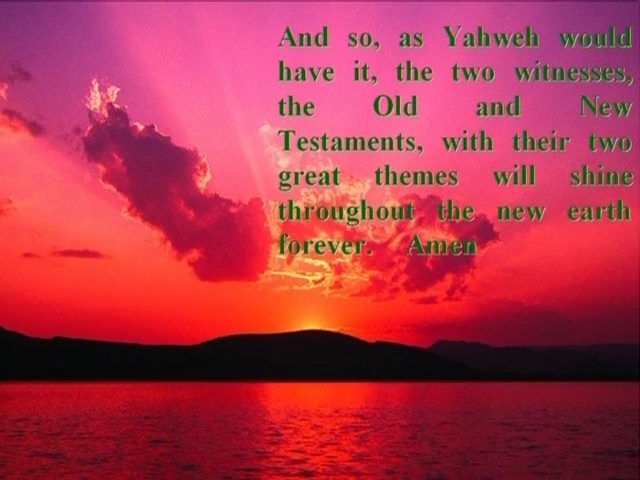 And so, as Yahweh would
have it, the two witnesses,
the Old and New
Testaments, with their two
great themes will shine
throughout the new earth
forever. Amen